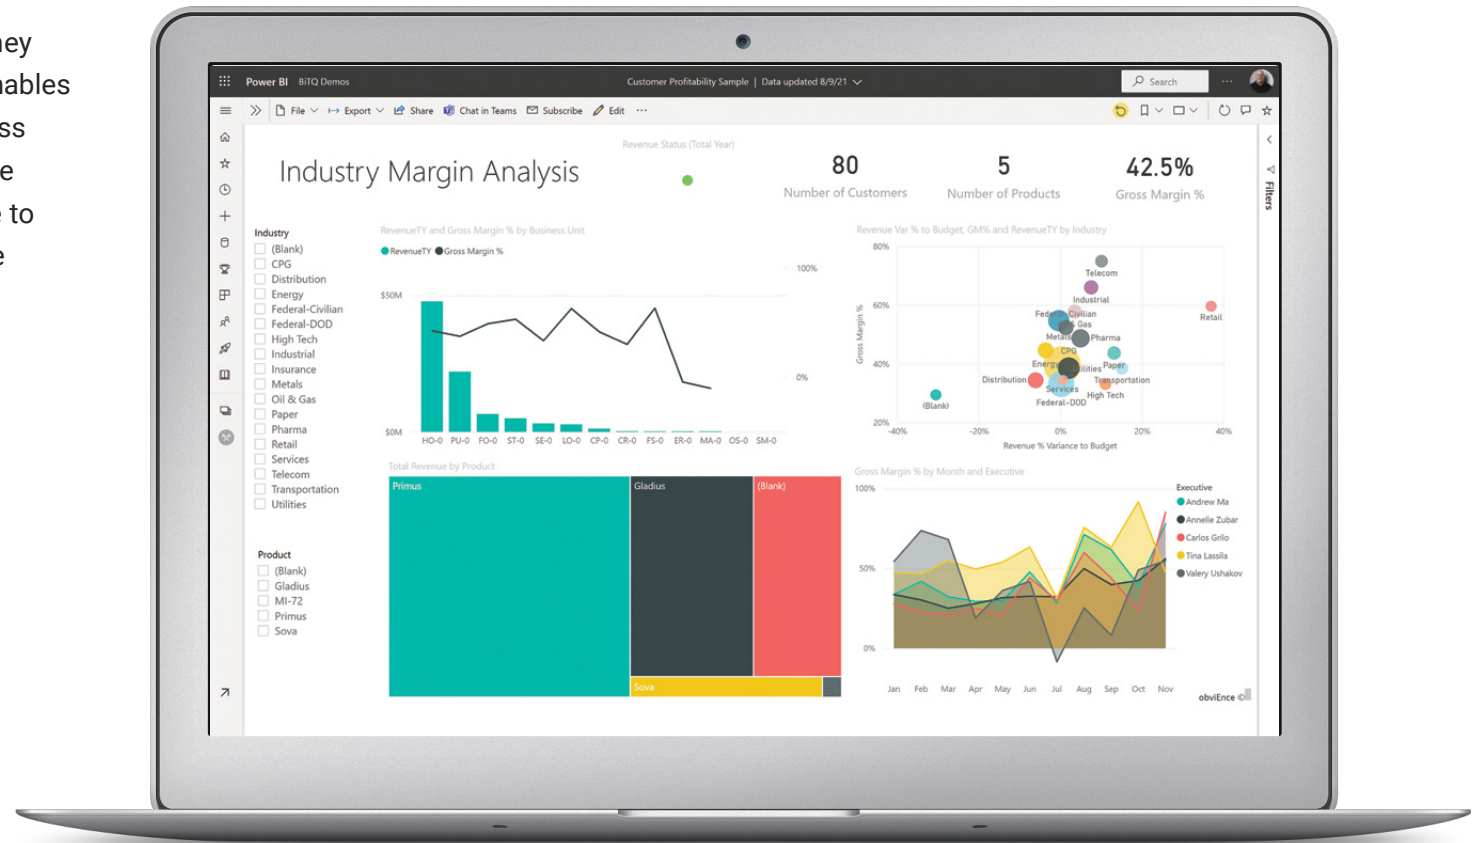 ney
nables
ss
e
e to
e
Power BI BiTQ Demos
Customer Profitability Sample | Data updated 8/9/21
Search
File
Export
Share
Chat in Teams
Subscribe
Edit
Industry Margin Analysis
Revenue Status (Total Year)
80
Number of Customers
5
Number of Products
42.5%
Gross Margin %
Filters
Industry
(Blank)
CPG
Distribution
Energy
Federal-Civilian
Federal-DOD
High Tech
Industrial
Insurance
Metals
Oil & Gas
Paper
Pharma
Retail
Services
Telecom
Transportation
Utilities
Product
(Blank)
Gladius
MI-72
Primus
Sova
RevenueTY and Gross Margin % by Business Unit
RevenueTY Gross Margin %
100%
$50M
0%
$0M
HO-0 PU-0 FO-0 ST-0 SE-0 LO-0 CP-0 CR-0 FS-0 ER-0 MA-0 OS-0 SM-0
Revenue Var % to Budget, GM% and RevenueTY by Industry
80%
Telecom
Industrial
60%
Retail
Gas
Metals
Pharma
CPG
Energy
40%
Paper
Distribution
Transportation
Services
High Tech
Federal-DOD
(Blank)
20%
-40% -20% 0% 20% 40%
Gross Margin %
Revenue % Variance to Budget
Total Revenue by Product
Primus
Gladius
(Blank)
Sova
Gross Margin % by Month and Executive
100%
50%
0%
Jan Feb Mar Apr May Jun Jul Aug Sep Oct Nov
Executive
Andrew Ma
Annelie Zubar
Carlos Grilo
Tina Lassila
Valery Ushakov
obviEnce ©